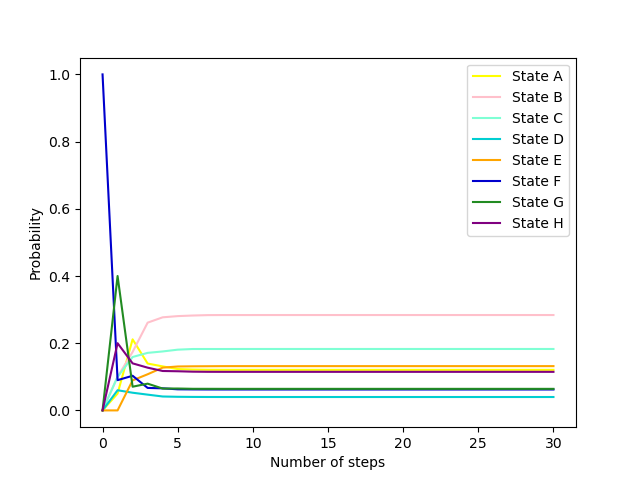 1.0
0.8
0.6
0.4
0.2
0.0
Probability
0 5 10 15 20 25 30
Number of steps
State A
State B
State C
State D
State E
State F
State G
State H